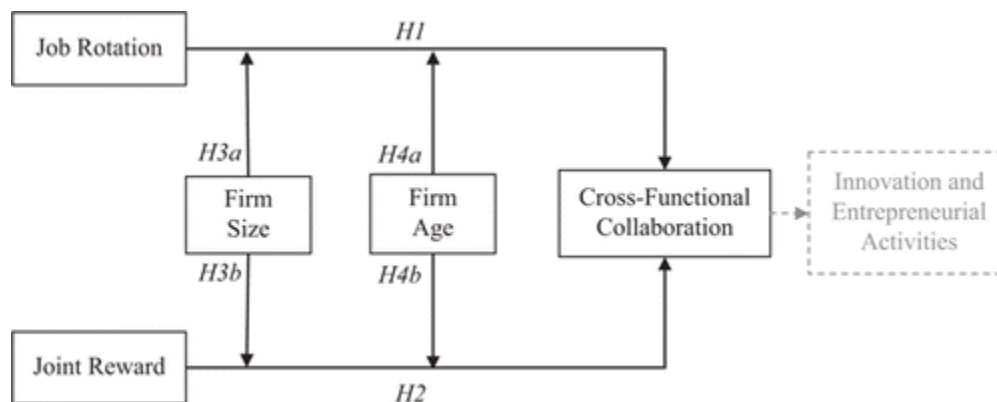 Job Rotation
H1
H3a
H4a
Firm
Size
Firm
Age
Cross-Functional
Collaboration
Innovation and
Entrepreneurial
Activities
H3b
H4b
Joint Reward
H2